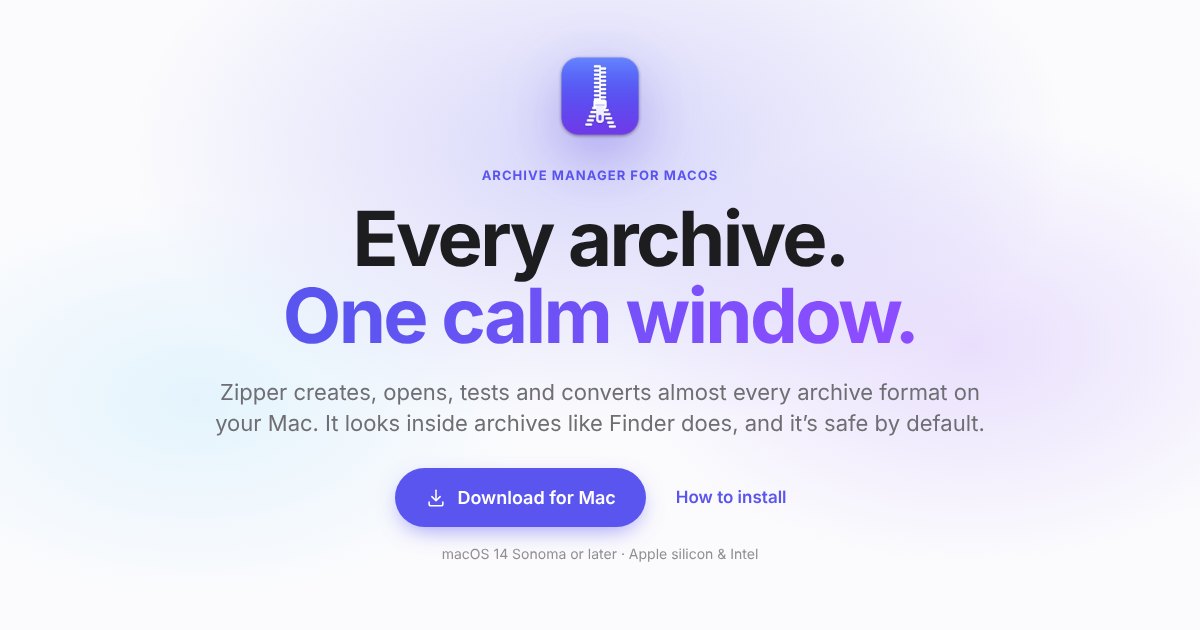 ARCHIVE MANAGER FOR MACOS
Every archive.
One calm window.
Zipper creates, opens, tests and converts almost every archive format on
your Mac. It looks inside archives like Finder does, and it’s safe by default.
Download for Mac
How to install
macOS 14 Sonoma or later · Apple silicon & Intel